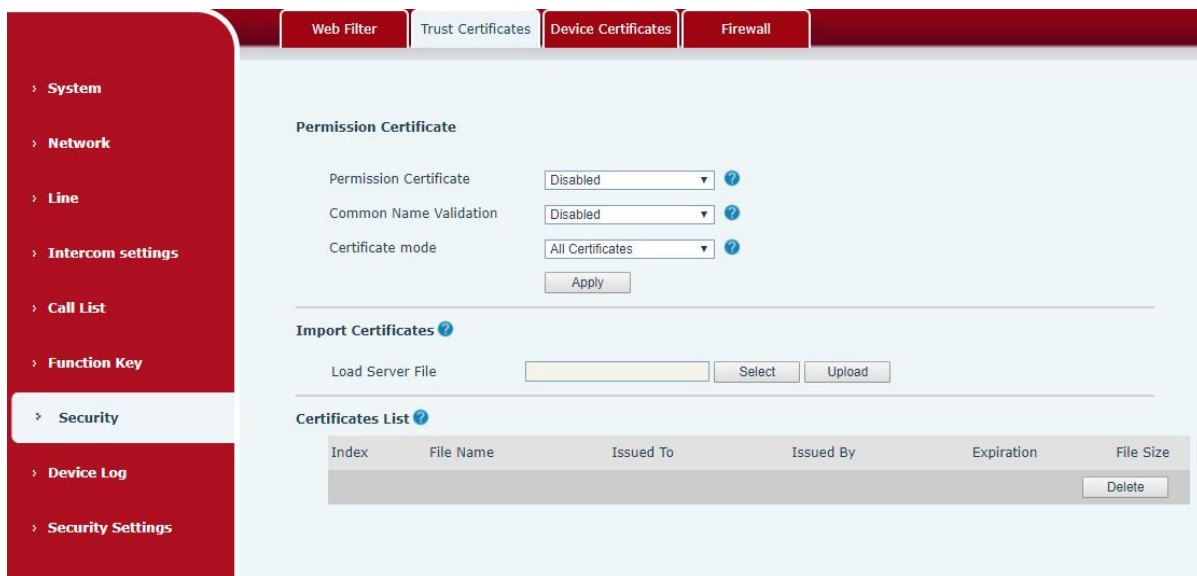 Web Filter Trust Certificates Device Certificates Firewall
System
Network
Line
Intercom settings
Call List
Function Key
Security
Device Log
Security Settings
Permission Certificate
Permission Certificate Disabled
Common Name Validation Disabled
Certificate mode All Certificates
Apply
Import Certificates
Load Server File Select Upload
Certificates List
Index File Name Issued To Issued By Expiration File Size
Delete